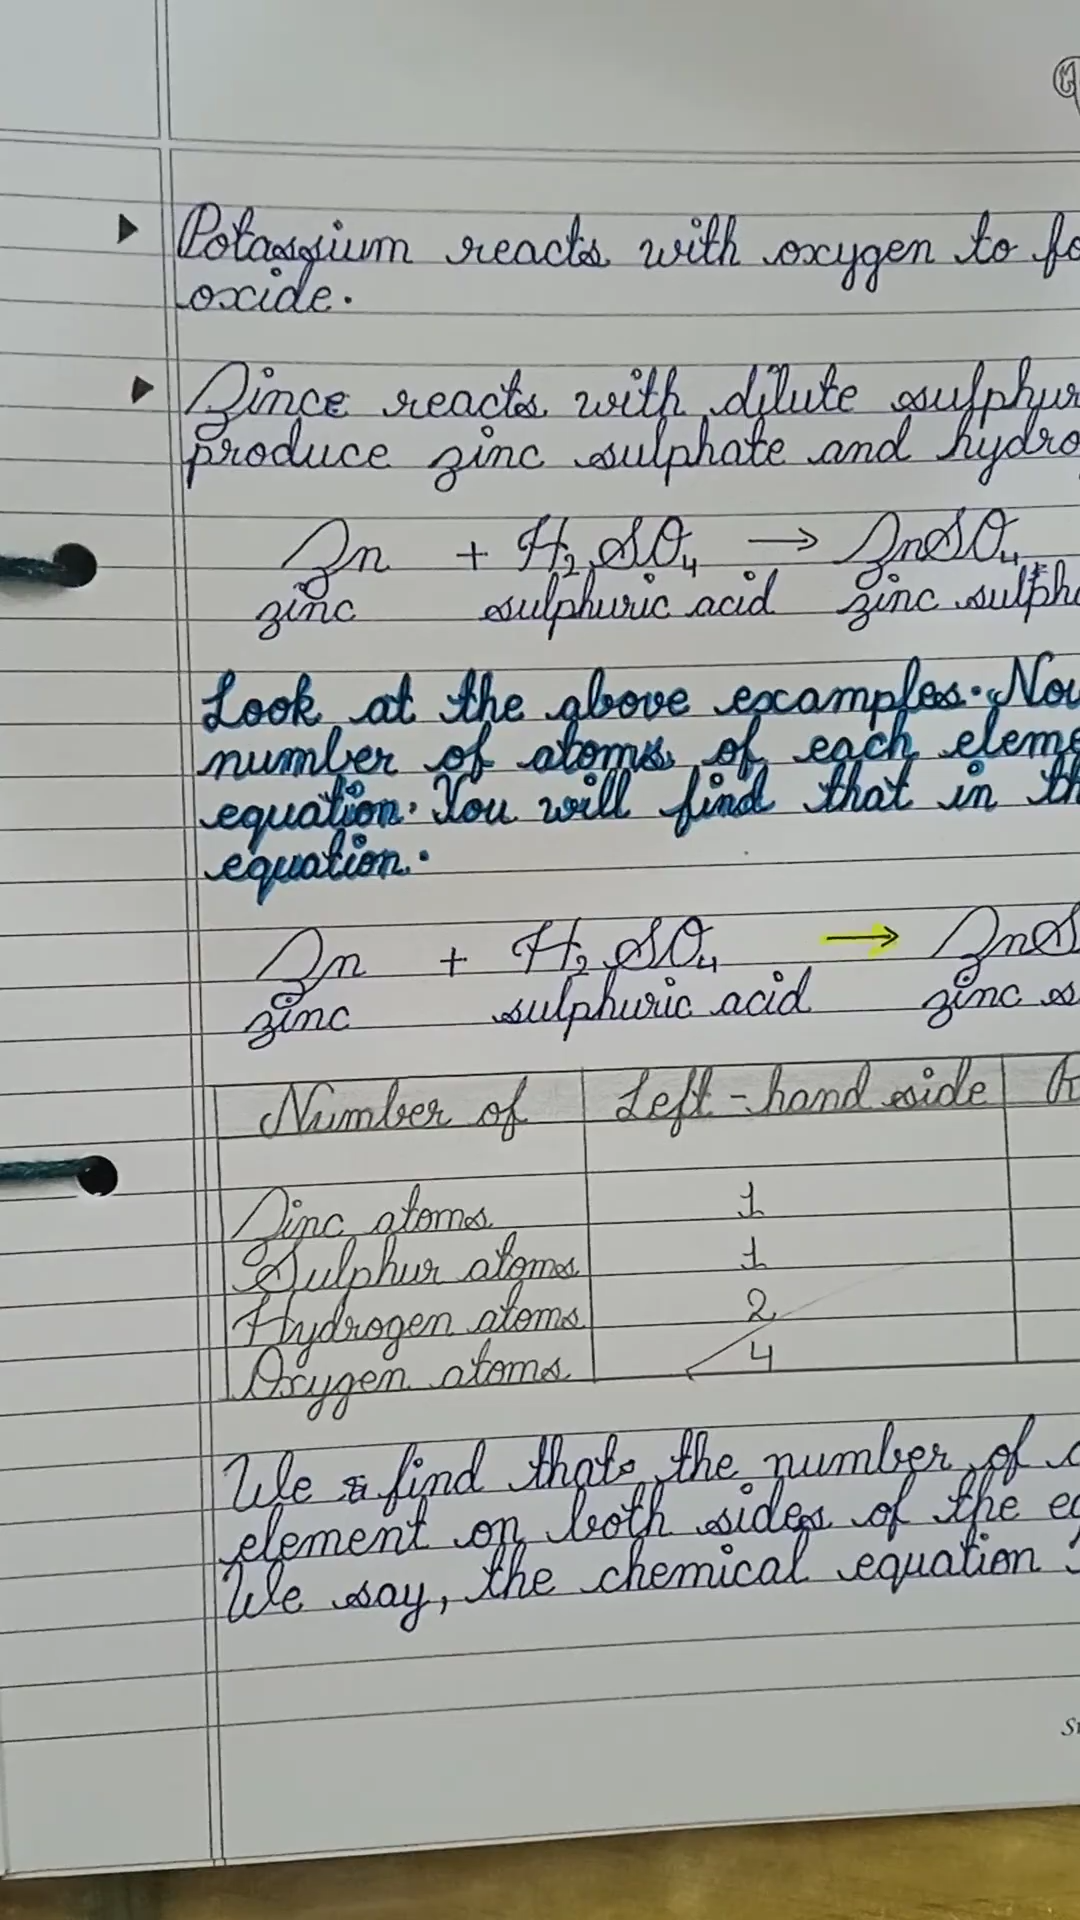 Potassium reacts with oxygen to fo
oxide.
Zince reacts with dilute sulphur
produce zinc sulphate and hydro
Zn + H₂SO₄ → ZnSO₄
zinc sulphuric acid zinc sulph
Look at the above examples. Now
number of atoms of each eleme
equation. You will find that in th
equation.
Zn + H₂SO₄ → ZnS
zinc sulphuric acid zinc s
Number of Left-hand side
Zinc atoms 1
Sulphur atoms 1
Hydrogen atoms 2
Oxygen atoms 4
We find that the number of
element on both sides of the eq
We say, the chemical equation